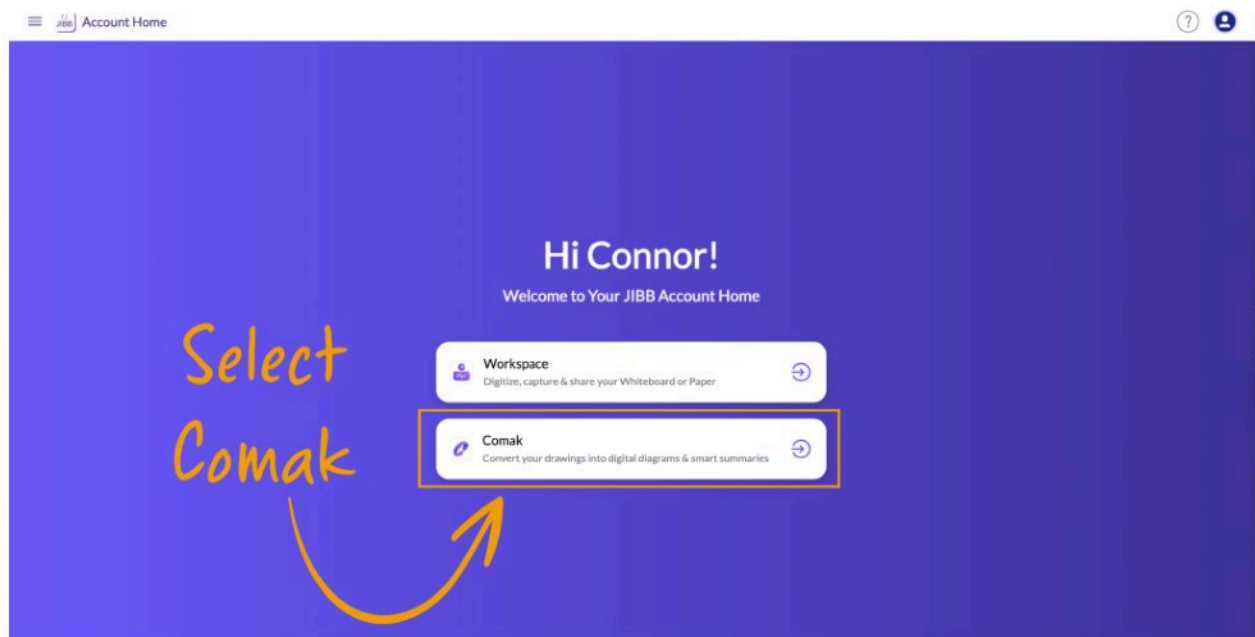 JIBB
Account Home
?
Hi Connor!
Welcome to Your JIBB Account Home
Select
Comak
Workspace
Digitize, capture & share your Whiteboard or Paper
Comak
Convert your drawings into digital diagrams & smart summaries